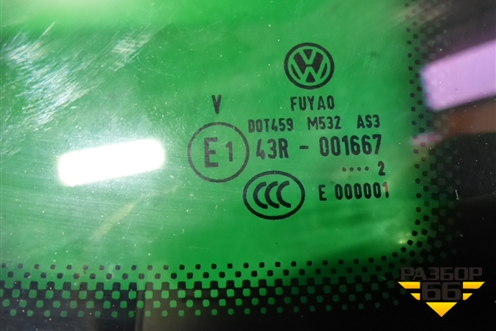 V
FUYAO
DOT459 M532 AS3
E1 43R - 001667
•••• 2
CCC E 000001
РАЗБОР
66